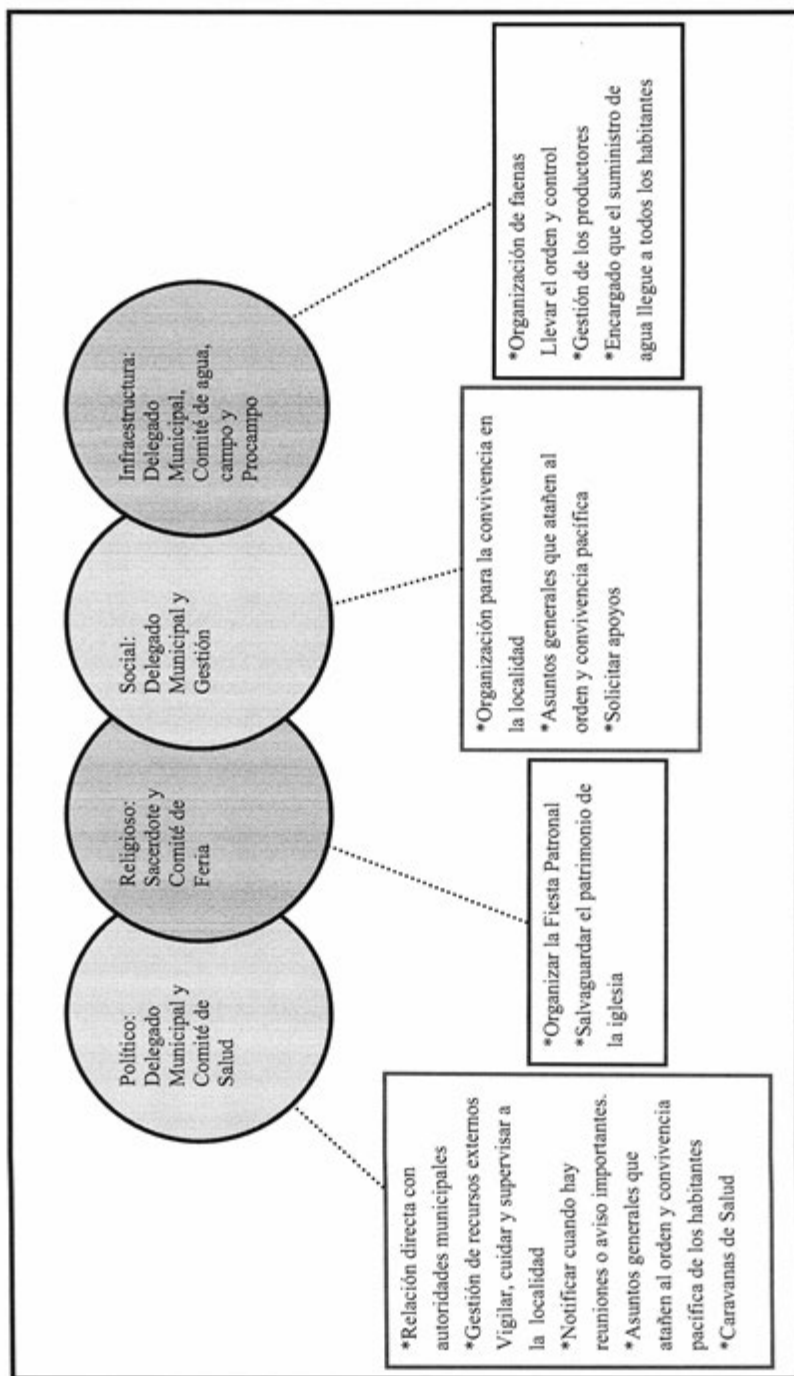 Político:
Delegado
Municipal y
Comité de
Salud
Religioso:
Sacerdote y
Comité de
Feria
Social:
Delegado
Municipal y
Gestión
Infraestructura:
Delegado
Municipal,
Comité de agua,
campo y
Procampo
*Relación directa con
autoridades municipales
*Gestión de recursos externos
Vigilar, cuidar y supervisar a
la localidad
*Notificar cuando hay
reuniones o aviso importantes.
*Asuntos generales que
atañen al orden y convivencia
pacífica de los habitantes
*Caravanas de Salud
*Organizar la Fiesta Patronal
*Salvaguardar el patrimonio de
la iglesia
*Organización para la convivencia en
la localidad
*Asuntos generales que atañen al
orden y convivencia pacífica
*Solicitar apoyos
*Organización de faenas
Llevar el orden y control
*Gestión de los productores
*Encargado que el suministro de
agua llegue a todos los habitantes